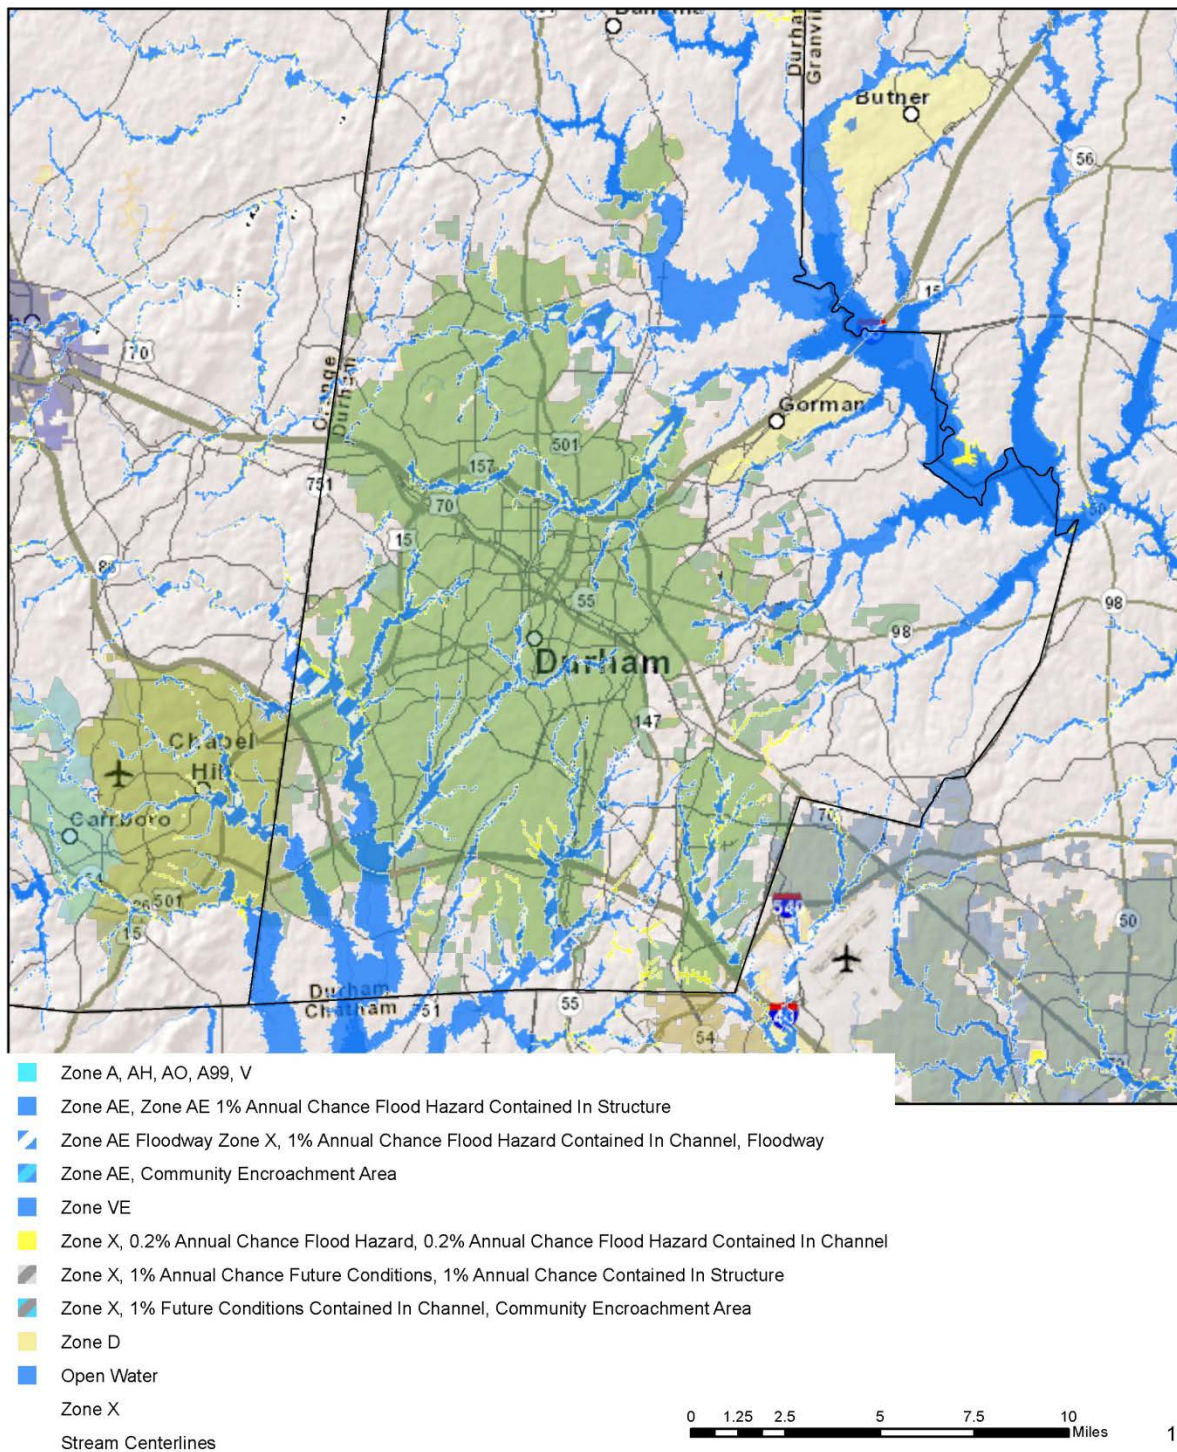 Durham
Granvil
Butner
56
15
70
Orange
Durham
Gorman
501
157
751
70
15
55
98
98
Durham
147
Chapel
Hill
Carrboro
70
540
501
15
50
Durham
Chatham
751
55
54
Zone A, AH, AO, A99, V
Zone AE, Zone AE 1% Annual Chance Flood Hazard Contained In Structure
Zone AE Floodway Zone X, 1% Annual Chance Flood Hazard Contained In Channel, Floodway
Zone AE, Community Encroachment Area
Zone VE
Zone X, 0.2% Annual Chance Flood Hazard, 0.2% Annual Chance Flood Hazard Contained In Channel
Zone X, 1% Annual Chance Future Conditions, 1% Annual Chance Contained In Structure
Zone X, 1% Future Conditions Contained In Channel, Community Encroachment Area
Zone D
Open Water
Zone X
Stream Centerlines
0 1.25 2.5 5 7.5 10
Miles
1